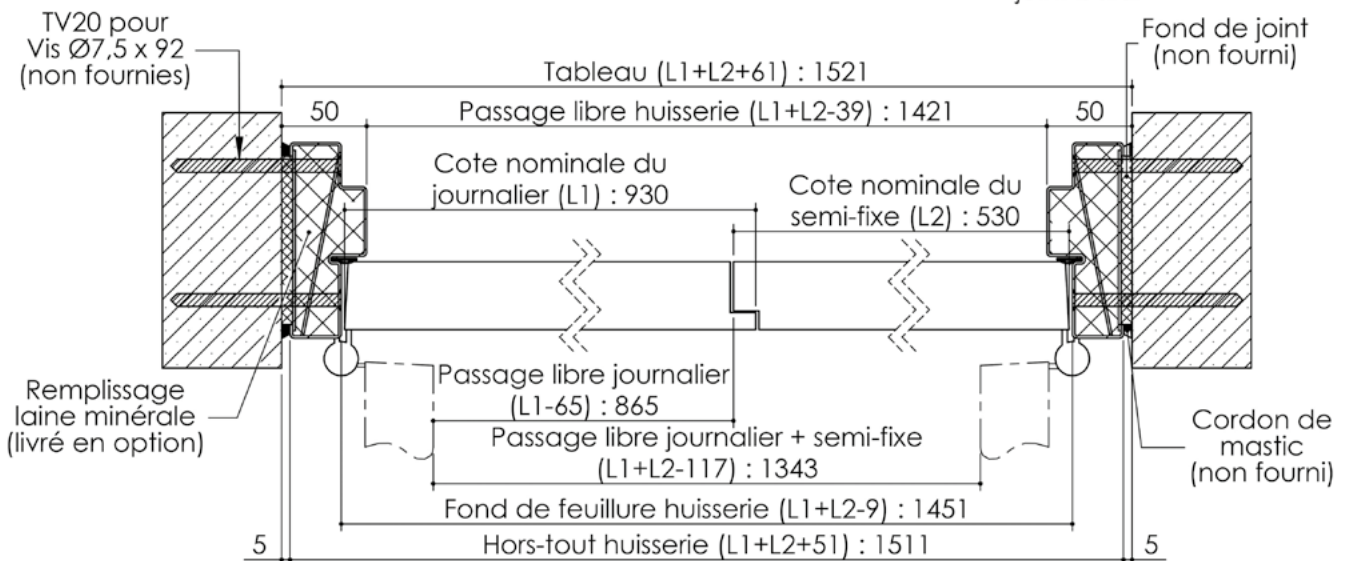 TV20 pour
Vis Ø7,5 x 92
(non fournies)
Fond de joint
(non fourni)
Tableau (L1+L2+61) : 1521
50
Passage libre huisserie (L1+L2-39) : 1421
50
Cote nominale du
journalier (L1) : 930
Cote nominale du
semi-fixe (L2) : 530
Remplissage
laine minérale
(livré en option)
Passage libre journalier
(L1-65) : 865
Passage libre journalier + semi-fixe
(L1+L2-117) : 1343
Cordon de
mastic
(non fourni)
Fond de feuillure huisserie (L1+L2-9) : 1451
5
Hors-tout huisserie (L1+L2+51) : 1511
5